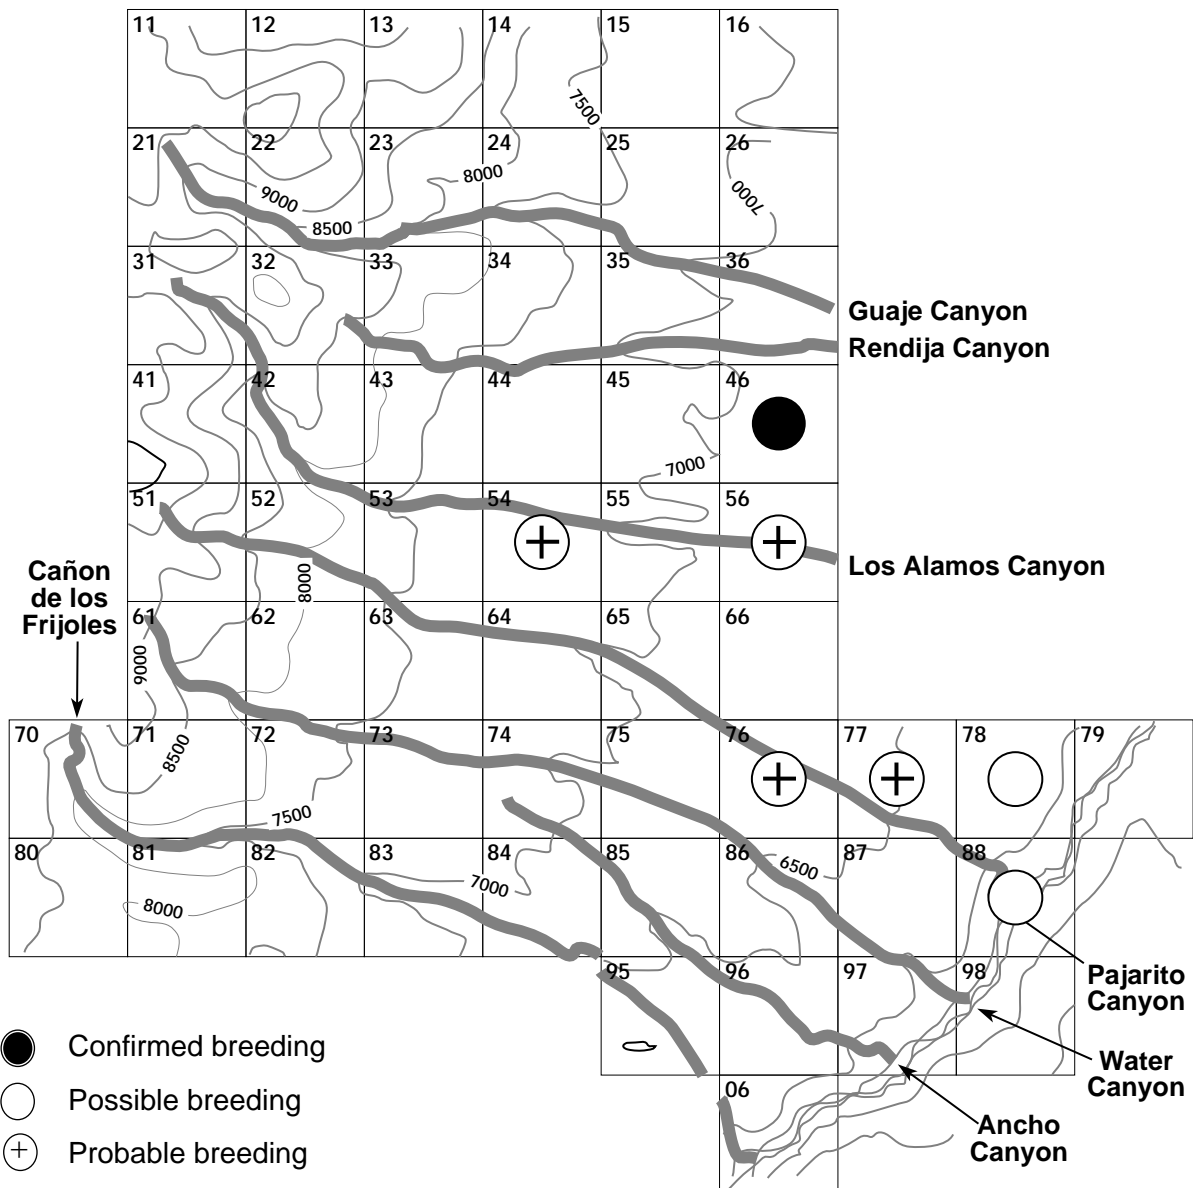 11 12 13 14 15 16
7500
21 22 23 24 25 26
8000
9000
7000
8500
31 32 33 34 35 36
Guaje Canyon
Rendija Canyon
41 42 43 44 45 46
7000
51 52 53 54 55 56
Los Alamos Canyon
Cañon
de los
Frijoles
8000
61 62 63 64 65 66
9000
70 71 72 73 74 75 76 77 78 79
8500
7500
80 81 82 83 84 85 86 87 88
6500
7000
8000
95 96 97 98
Pajarito
Canyon
Water
Canyon
06
Ancho
Canyon
Confirmed breeding
Possible breeding
Probable breeding